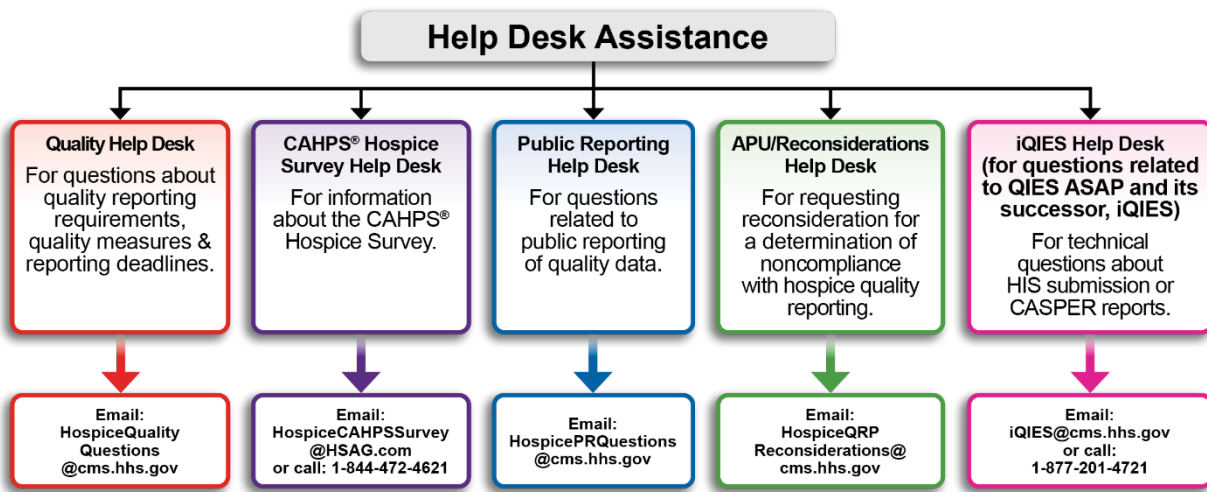 Help Desk Assistance
Quality Help Desk
For questions about
quality reporting
requirements,
quality measures &
reporting deadlines.
Email:
HospiceQuality
Questions
@cms.hhs.gov
CAHPS® Hospice
Survey Help Desk
For information
about the CAHPS®
Hospice Survey.
Email:
HospiceCAHPSSurvey
@HSAG.com
or call: 1-844-472-4621
Public Reporting
Help Desk
For questions
related to
public reporting
of quality data.
Email:
HospicePRQuestions
@cms.hhs.gov
APU/Reconsiderations
Help Desk
For requesting
reconsideration for
a determination of
noncompliance
with hospice quality
reporting.
Email:
HospiceQRP
Reconsiderations@
cms.hhs.gov
iQIES Help Desk
(for questions related
to QIES ASAP and its
successor, iQIES)
For technical
questions about
HIS submission or
CASPER reports.
Email:
iQIES@cms.hhs.gov
or call:
1-877-201-4721